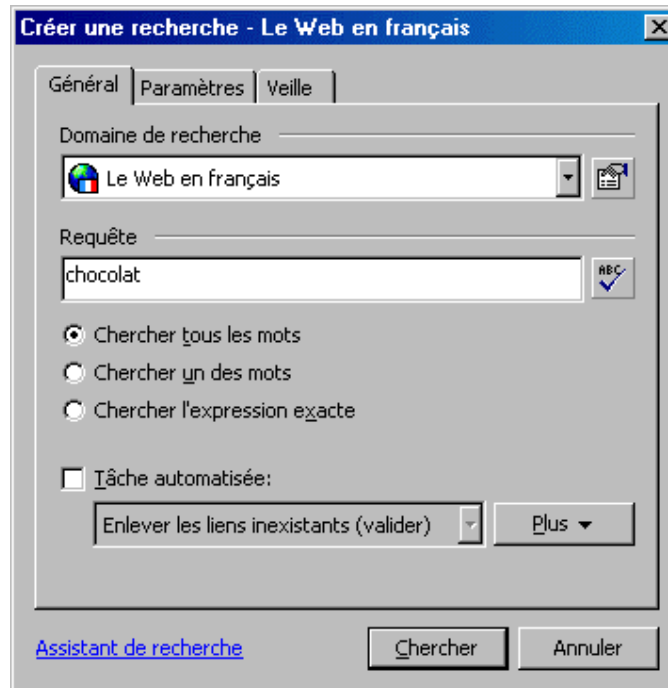 Créer une recherche - Le Web en français
Général Paramètres Veille
Domaine de recherche
Le Web en français
Requête
chocolat
ABC
Chercher tous les mots
Chercher un des mots
Chercher l'expression exacte
Tâche automatisée:
Enlever les liens inexistants (valider) Plus
Assistant de recherche Chercher Annuler